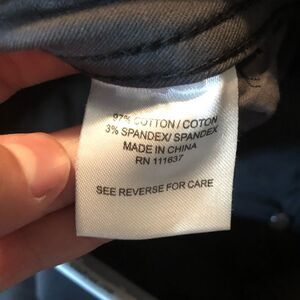 97% COTTON / COTON
3% SPANDEX/ SPANDEX
MADE IN CHINA
RN 111637
SEE REVERSE FOR CARE